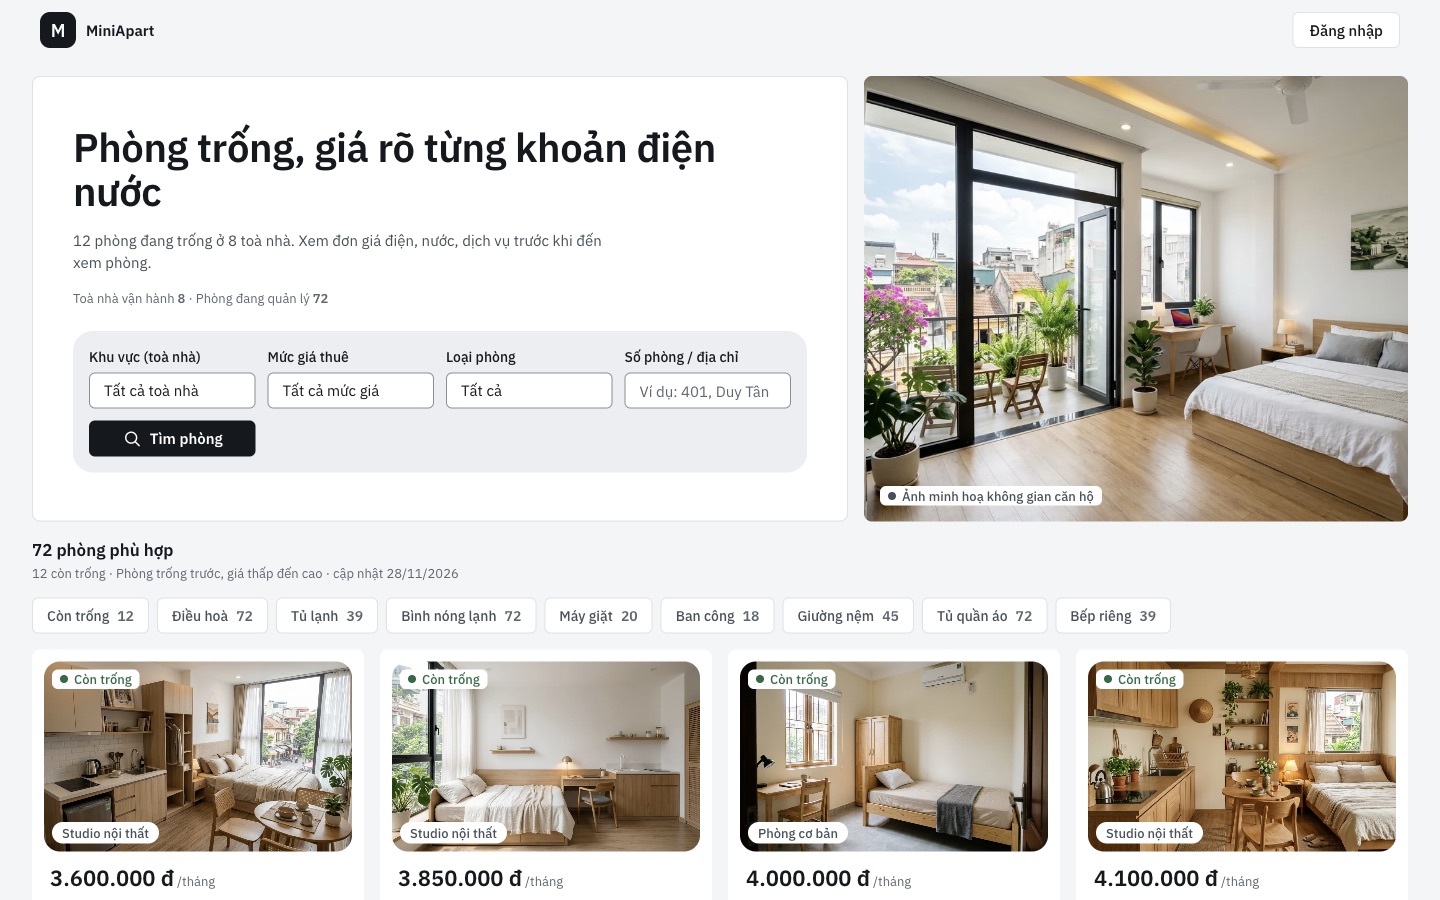 M MiniApart
Đăng nhập
Phòng trống, giá rõ từng khoản điện
nước
12 phòng đang trống ở 8 toà nhà. Xem đơn giá điện, nước, dịch vụ trước khi đến
xem phòng.
Toà nhà vận hành 8 · Phòng đang quản lý 72
Khu vực (toà nhà)
Mức giá thuê
Loại phòng
Số phòng / địa chỉ
Tất cả toà nhà
Tất cả mức giá
Tất cả
Ví dụ: 401, Duy Tân
Tìm phòng
Ảnh minh hoạ không gian căn hộ
72 phòng phù hợp
12 còn trống · Phòng trống trước, giá thấp đến cao · cập nhật 28/11/2026
Còn trống 12
Điều hoà 72
Tủ lạnh 39
Bình nóng lạnh 72
Máy giặt 20
Ban công 18
Giường nệm 45
Tủ quần áo 72
Bếp riêng 39
Còn trống
Studio nội thất
3.600.000 đ /tháng
Còn trống
Studio nội thất
3.850.000 đ /tháng
Còn trống
Phòng cơ bản
4.000.000 đ /tháng
Còn trống
Studio nội thất
4.100.000 đ /tháng